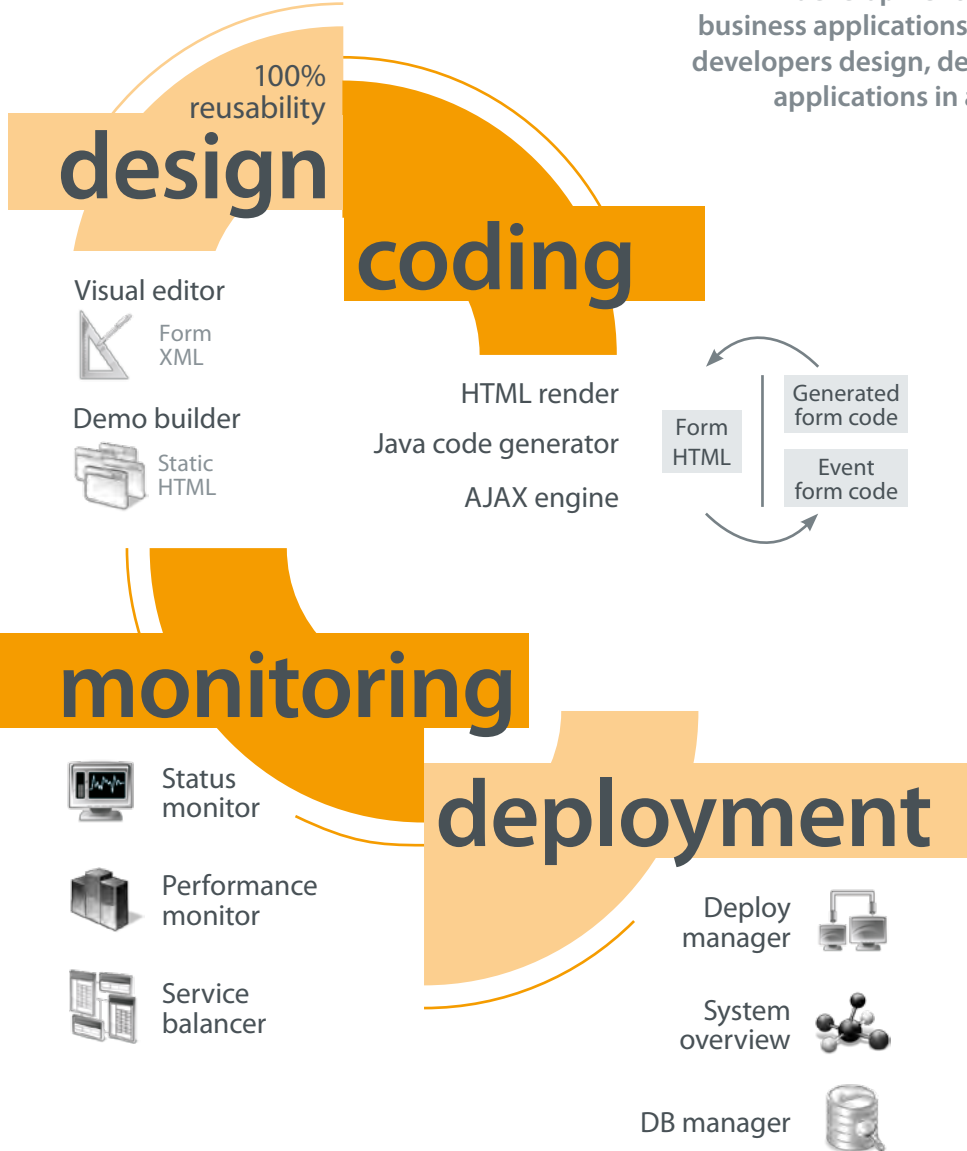 business applications
developers design, de
applications in a
100%
reusability
design
coding
Visual editor
Form
XML
Demo builder
Static
HTML
HTML render
Java code generator
AJAX engine
Form
HTML
Generated
form code
Event
form code
monitoring
Status
monitor
Performance
monitor
Service
balancer
deployment
Deploy
manager
System
overview
DB manager